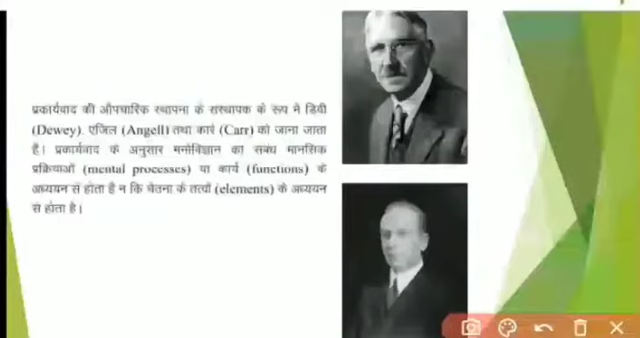 प्रकार्यवाद की औपचारिक स्थापना के संस्थापक के रूप में डिवी
(Dewey), एंजिल (Angell) तथा कार्र (Carr) को जाना जाता
है। प्रकार्यवाद के अनुसार मनोविज्ञान का संबंध मानसिक
प्रक्रियाओं (mental processes) या कार्य (functions) के
अध्ययन से होता है न कि चेतना के तत्वों (elements) के अध्ययन
से होता है।